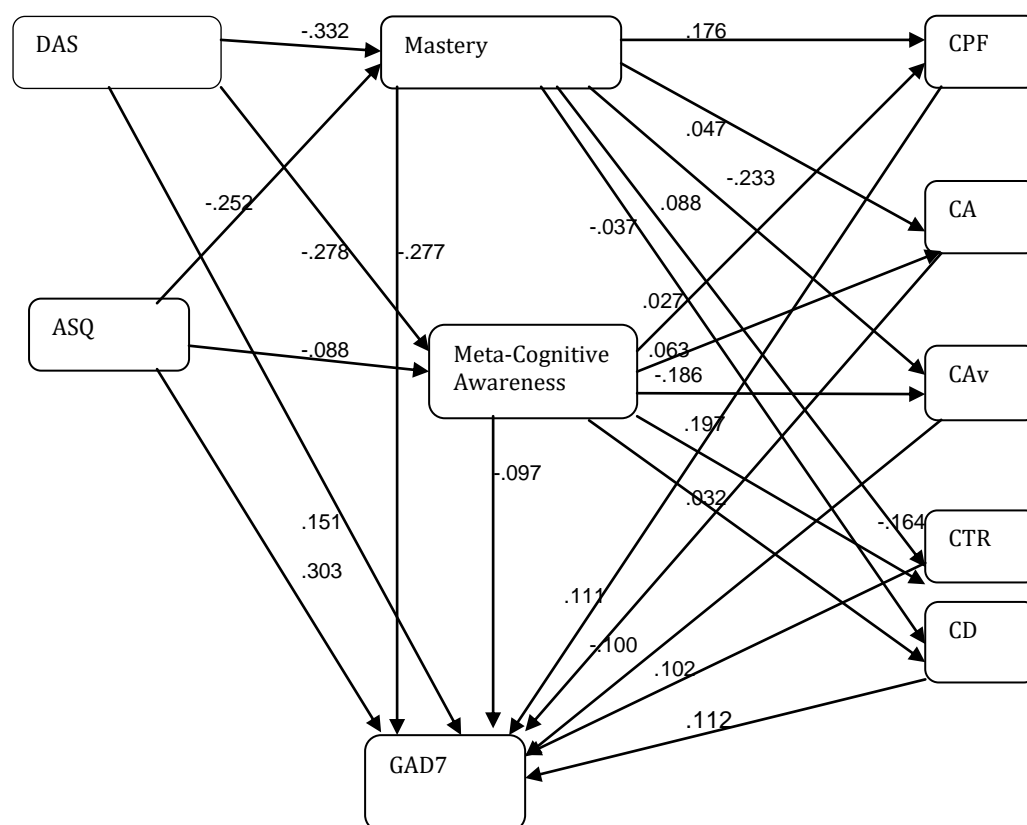 DAS
-.332
Mastery
.176
CPF
.047
-.233
CA
-.252
.088
-.037
-.278
-.277
.027
ASQ
-.088
Meta-Cognitive
Awareness
.063
-.186
CAv
.197
-.097
.032
.151
-.164
CTR
.303
.111
CD
-.100
.102
.112
GAD7